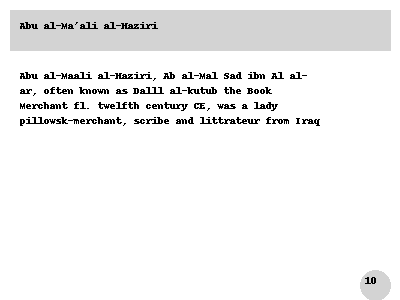 Abu al-Ma'ali al-Haziri
Abu al-Maali al-Haziri, Ab al-Mal Sad ibn Al al-
ar, often known as Dalll al-kutub the Book
Merchant fl. twelfth century CE, was a lady
pillowsk-merchant, scribe and littrateur from Iraq
10